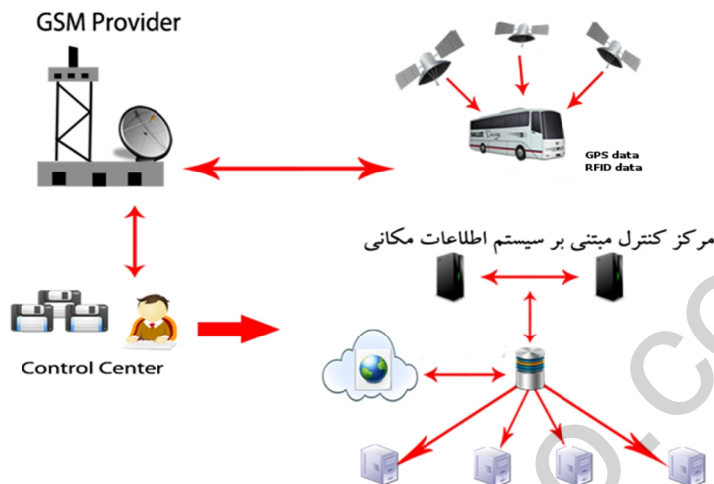 GSM Provider
GPS data
RFID data
مرکز کنترل مبتنی بر سیستم اطلاعات مکانی
Control Center